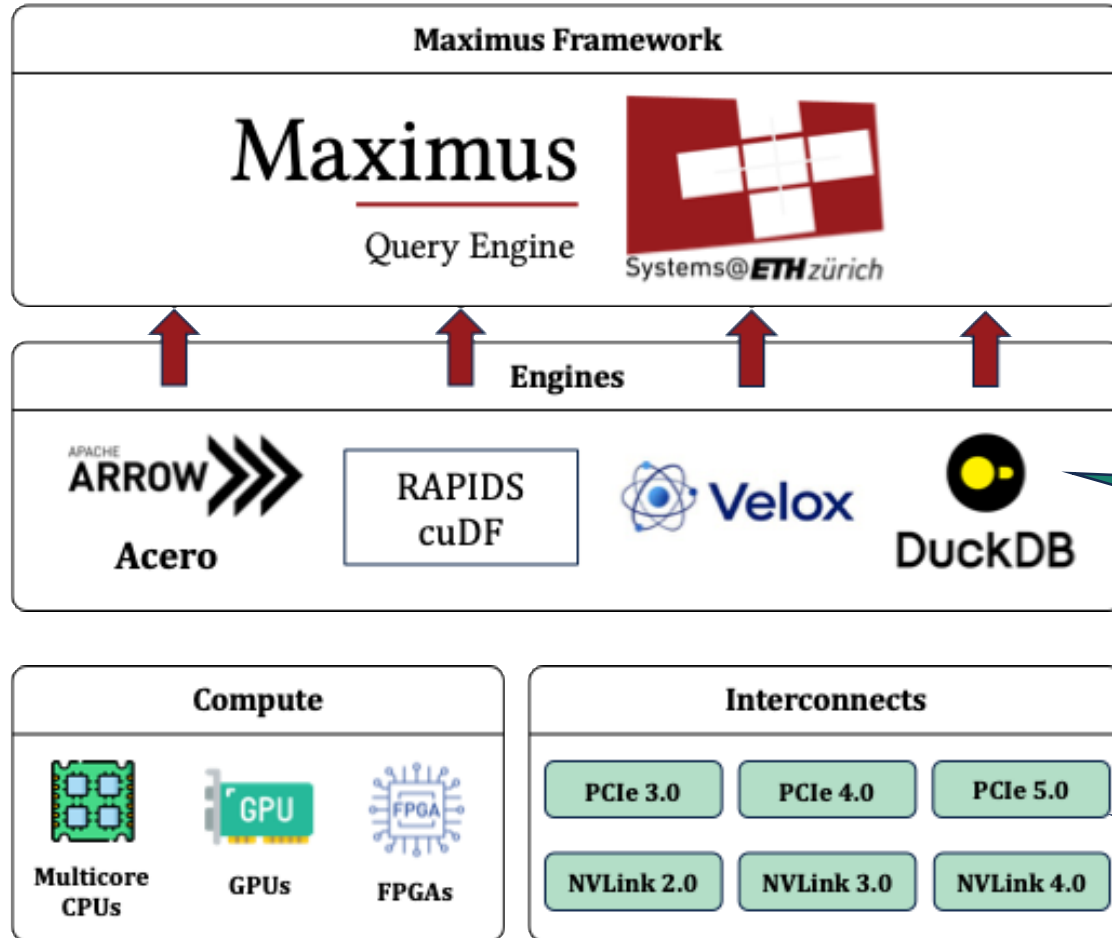 Maximus Framework
Maximus
Query Engine
Systems@ETH zürich
Engines
APACHE
ARROW
Acero
RAPIDS
cuDF
Velox
DuckDB
Compute
Interconnects
GPU
FPGA
Multicore
CPUs
GPUs
FPGAs
PCIe 3.0
PCIe 4.0
PCIe 5.0
NVLink 2.0
NVLink 3.0
NVLink 4.0